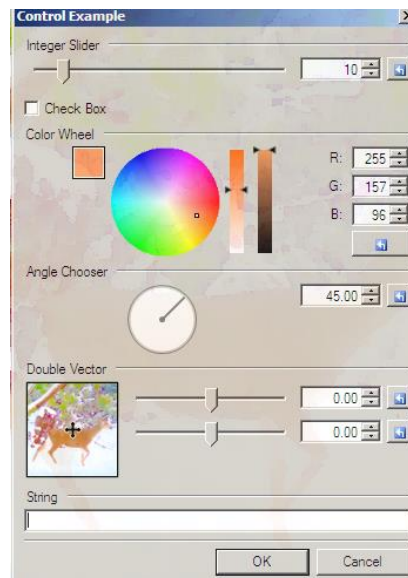 Control Example
Integer Slider
10
Check Box
Color Wheel
R: 255
G: 157
B: 96
Angle Chooser
45.00
Double Vector
0.00
0.00
String
OK Cancel